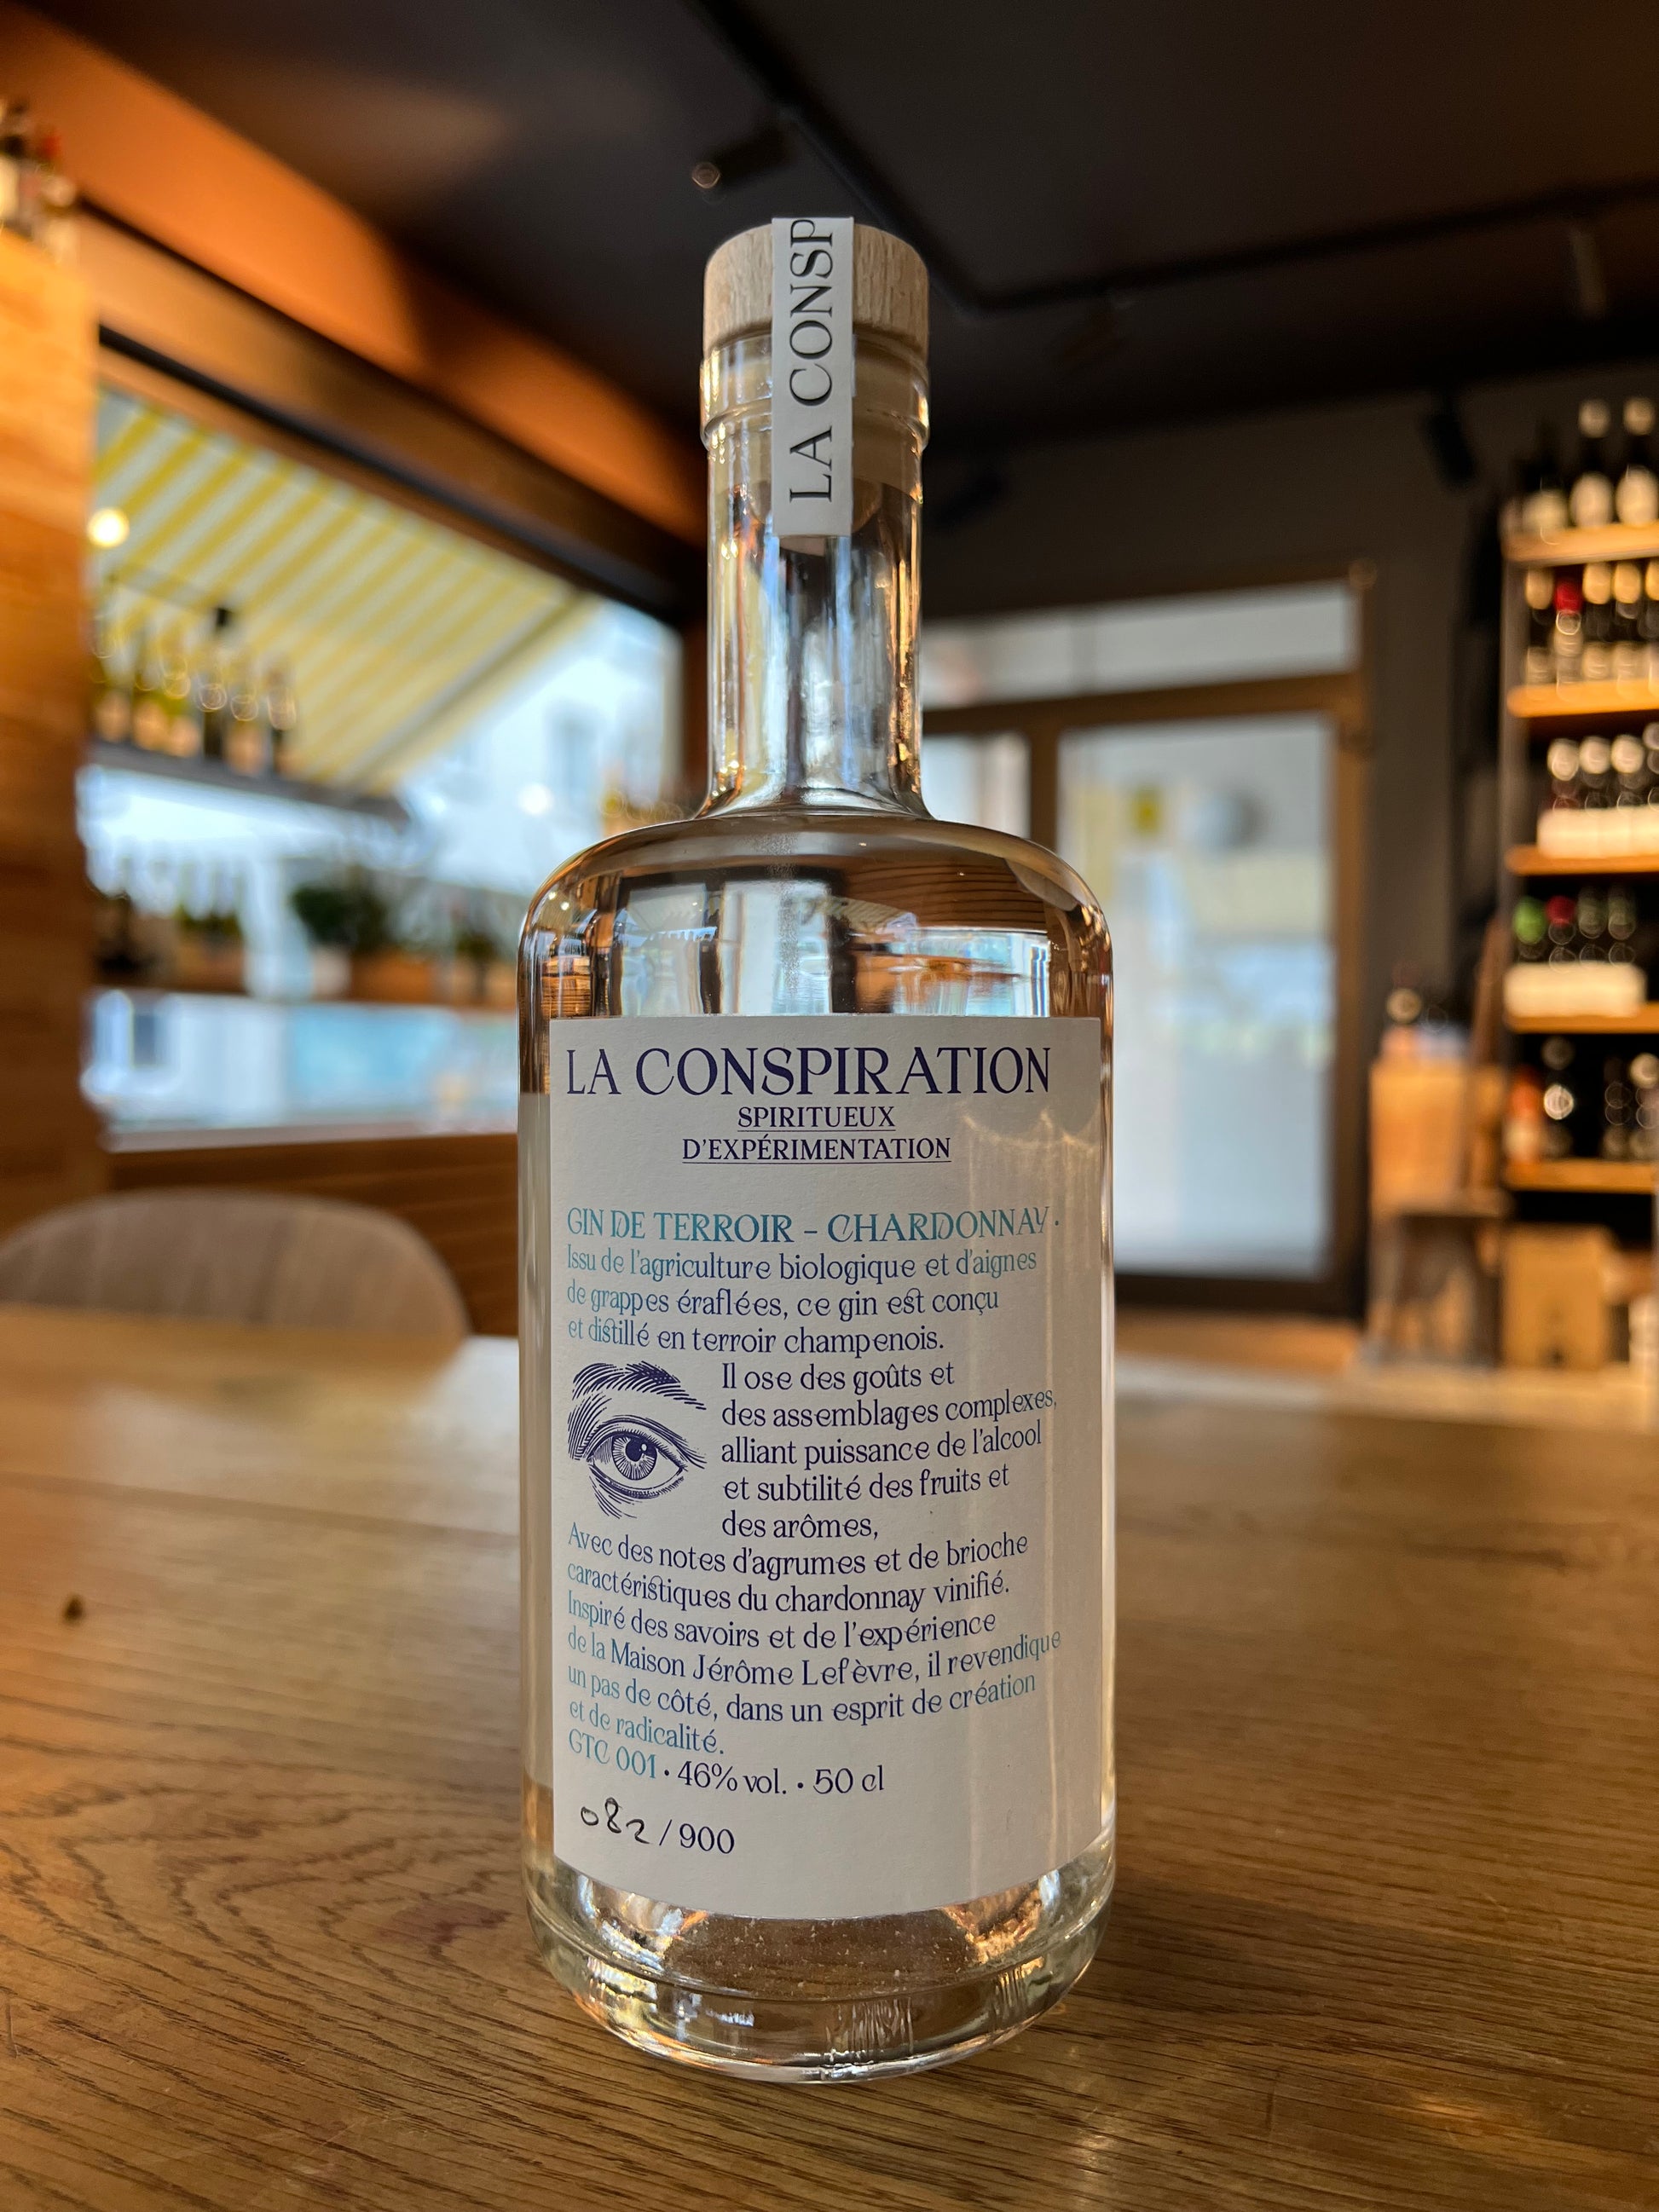 LA CONSP
LA CONSPIRATION
SPIRITUEUX
D'EXPÉRIMENTATION
GIN DE TERROIR – CHARDONNAY •
Issu de l'agriculture biologique et d'aignes
de grappes éraflées, ce gin est conçu
et distillé en terroir champenois.
Il ose des goûts et
des assemblages complexes,
alliant puissance de l'alcool
et subtilité des fruits et
des arômes,
Avec des notes d'agrumes et de brioche
caractéristiques du chardonnay vinifié.
Inspiré des savoirs et de l'expérience
de la Maison Jérôme Lefèvre, il revendique
un pas de côté, dans un esprit de création
et de radicalité.
GTC 001 • 46% vol. • 50 cl
082 / 900